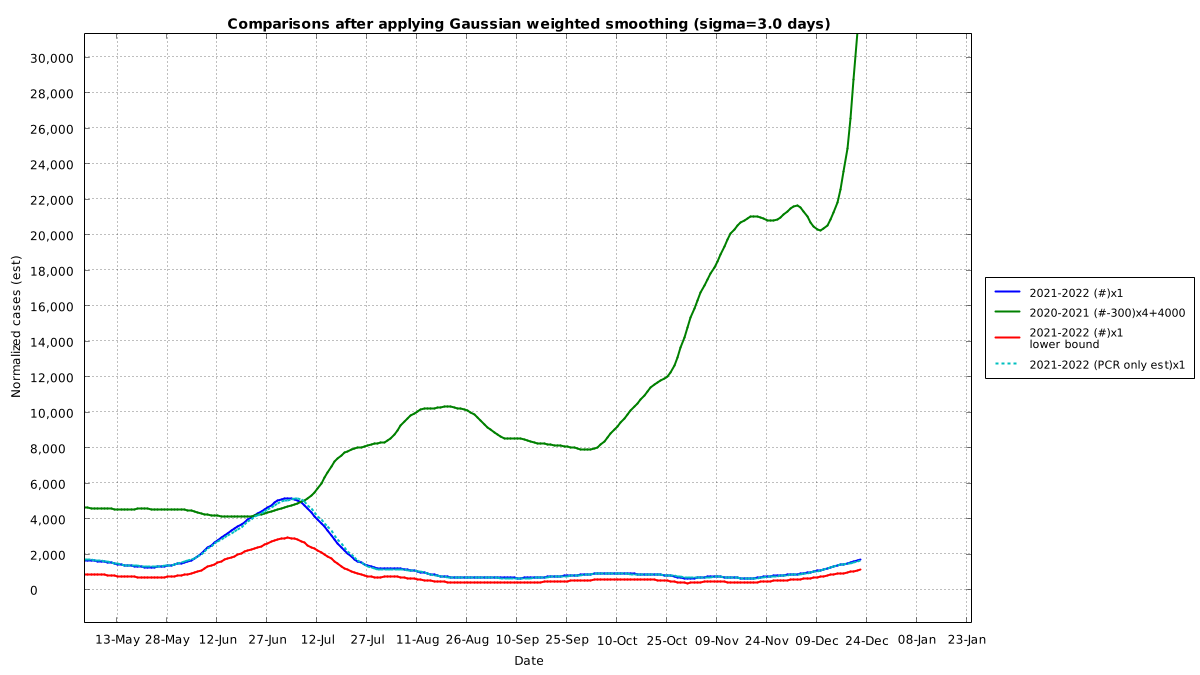 Comparisons after applying Gaussian weighted smoothing (sigma=3.0 days)
Normalized cases (est)
30,000
28,000
26,000
24,000
22,000
20,000
18,000
16,000
14,000
12,000
10,000
8,000
6,000
4,000
2,000
0
13-May 28-May 12-Jun 27-Jun 12-Jul 27-Jul 11-Aug 26-Aug 10-Sep 25-Sep 10-Oct 25-Oct 09-Nov 24-Nov 09-Dec 24-Dec 08-Jan 23-Jan
Date
2021-2022 (#)x1
2020-2021 (#-300)x4+4000
2021-2022 (#)x1
lower bound
2021-2022 (PCR only est)x1